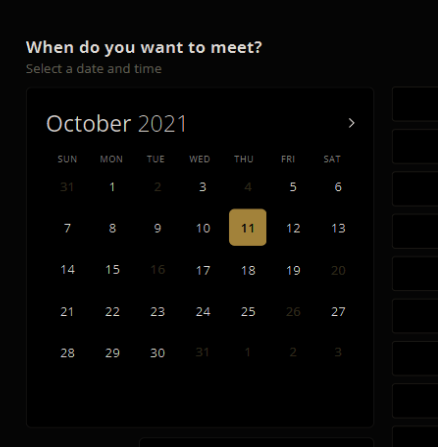 When do you want to meet?
Select a date and time
October 2021 >
SUN MON TUE WED THU FRI SAT
31 1 2 3 4 5 6
7 8 9 10 11 12 13
14 15 16 17 18 19 20
21 22 23 24 25 26 27
28 29 30 31 1 2 3